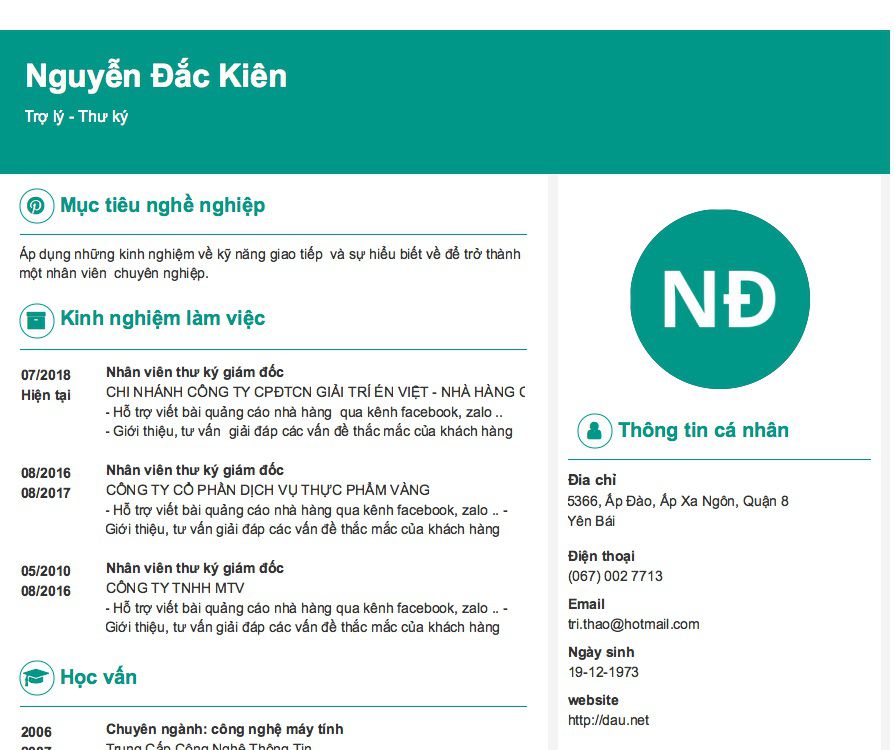 Nguyễn Đắc Kiên
Trợ lý - Thư ký
Mục tiêu nghề nghiệp
Áp dụng những kinh nghiệm về kỹ năng giao tiếp và sự hiểu biết về để trở thành
một nhân viên chuyên nghiệp.
Kinh nghiệm làm việc
07/2018
Hiện tại
Nhân viên thư ký giám đốc
CHI NHÁNH CÔNG TY CPĐTCN GIẢI TRÍ ÉN VIỆT - NHÀ HÀNG
- Hỗ trợ viết bài quảng cáo nhà hàng qua kênh facebook, zalo ..
- Giới thiệu, tư vấn giải đáp các vấn đề thắc mắc của khách hàng
08/2016
08/2017
Nhân viên thư ký giám đốc
CÔNG TY CỔ PHẦN DỊCH VỤ THỰC PHẨM VÀNG
- Hỗ trợ viết bài quảng cáo nhà hàng qua kênh facebook, zalo .. -
Giới thiệu, tư vấn giải đáp các vấn đề thắc mắc của khách hàng
05/2010
08/2016
Nhân viên thư ký giám đốc
CÔNG TY TNHH MTV
- Hỗ trợ viết bài quảng cáo nhà hàng qua kênh facebook, zalo .. -
Giới thiệu, tư vấn giải đáp các vấn đề thắc mắc của khách hàng
Học vấn
2006
2007
Chuyên ngành: công nghệ máy tính
Trung Cấp Công Nghệ Thông Tin
NĐ
Thông tin cá nhân
Đia chỉ
5366, Ấp Đào, Ấp Xa Ngôn, Quận 8
Yên Bái
Điện thoại
(067) 002 7713
Email
tri.thao@hotmail.com
Ngày sinh
19-12-1973
website
http://dau.net